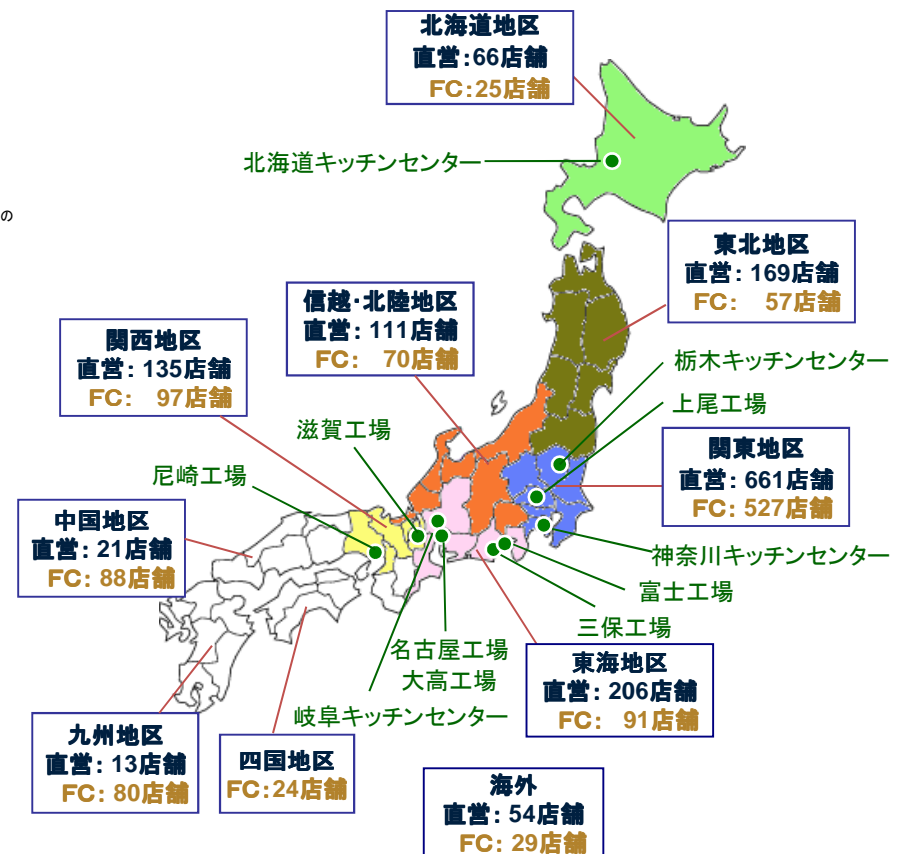 北海道地区
直営:66店舗
FC:25店舗
北海道キッチンセンター
の
東北地区
直営: 169店舗
FC: 57店舗
信越・北陸地区
直営: 111店舗
FC: 70店舗
関西地区
直営: 135店舗
FC: 97店舗
栃木キッチンセンター
上尾工場
滋賀工場
関東地区
直営: 661店舗
FC: 527店舗
尼崎工場
中国地区
直営: 21店舗
FC: 88店舗
神奈川キッチンセンター
富士工場
三保工場
名古屋工場
大高工場
岐阜キッチンセンター
東海地区
直営: 206店舗
FC: 91店舗
九州地区
直営: 13店舗
FC: 80店舗
四国地区
FC:24店舗
海外
直営: 54店舗
FC: 29店舗